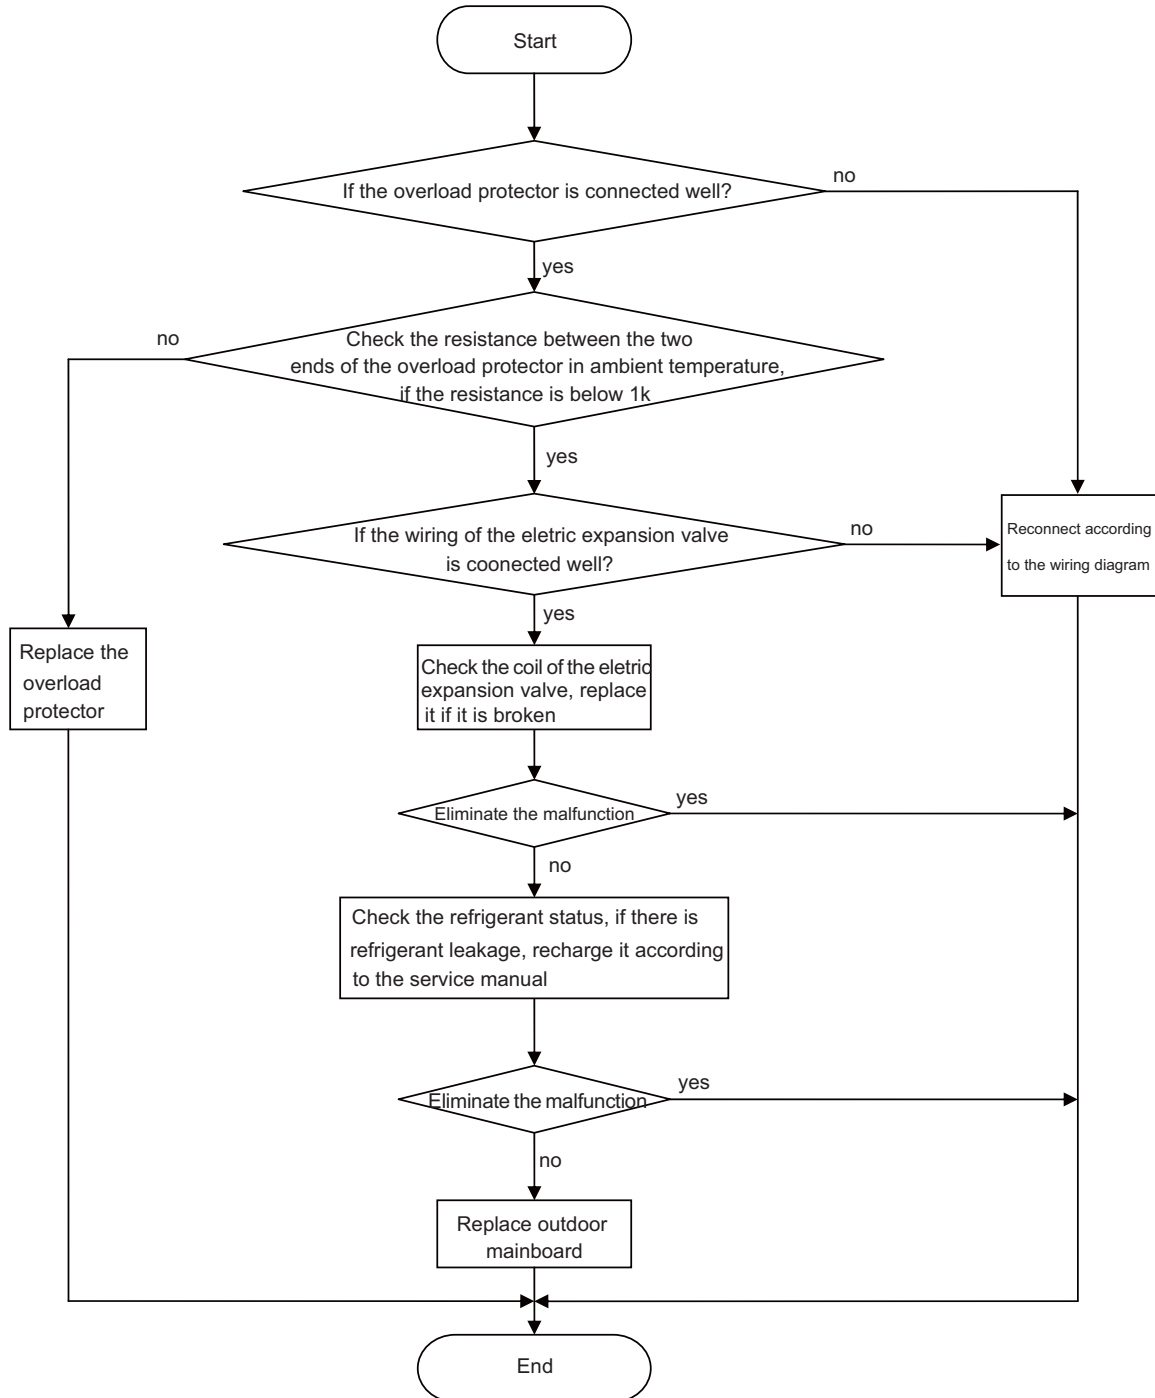 Start
If the overload protector is connected well?
no
yes
no
Check the resistance between the two
ends of the overload protector in ambient temperature,
if the resistance is below 1k
yes
If the wiring of the eletric expansion valve
is coonected well?
no
Reconnect according
to the wiring diagram
yes
Replace the
overload
protector
Check the coil of the eletric
expansion valve, replace
it if it is broken
Eliminate the malfunction
yes
no
Check the refrigerant status, if there is
refrigerant leakage, recharge it according
to the service manual
Eliminate the malfunction
yes
no
Replace outdoor
mainboard
End